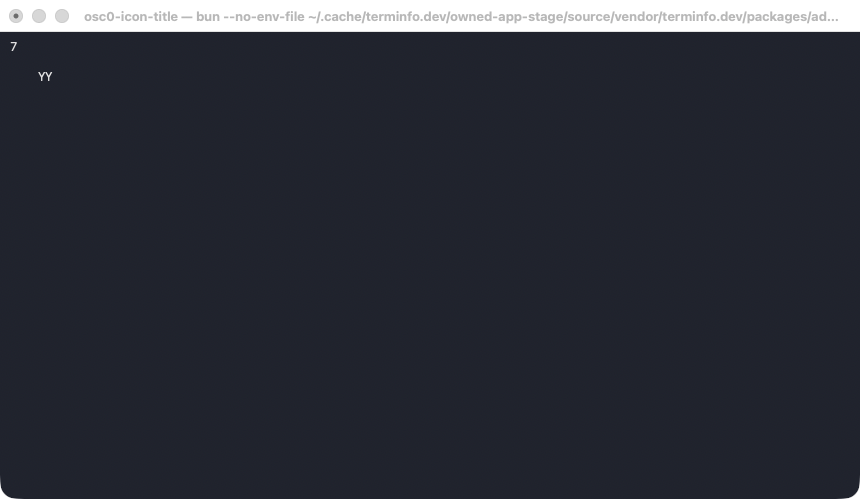 osc0-icon-title — bun --no-env-file ~/.cache/terminfo.dev/owned-app-stage/source/vendor/terminfo.dev/packages/ad...
7
YY